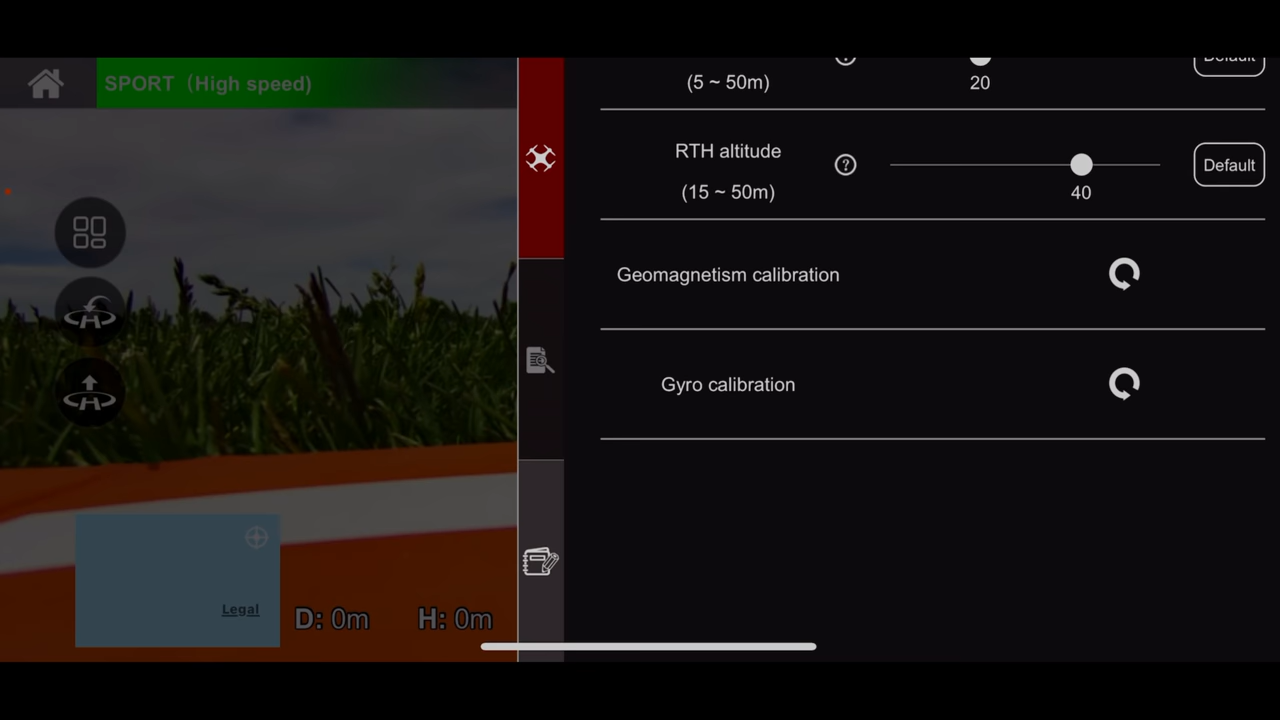 SPORT（High speed)
Default
(5 ~ 50m)
20
RTH altitude
?
Default
(15 ~ 50m)
40
Geomagnetism calibration
Gyro calibration
Legal
D: 0m
H: 0m